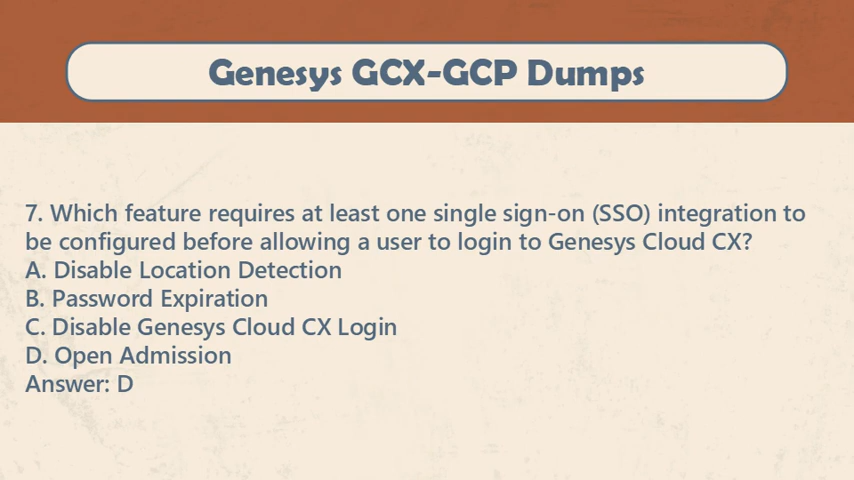 Genesys GCX-GCP Dumps
7. Which feature requires at least one single sign-on (SSO) integration to
be configured before allowing a user to login to Genesys Cloud CX?
A. Disable Location Detection
B. Password Expiration
C. Disable Genesys Cloud CX Login
D. Open Admission
Answer: D